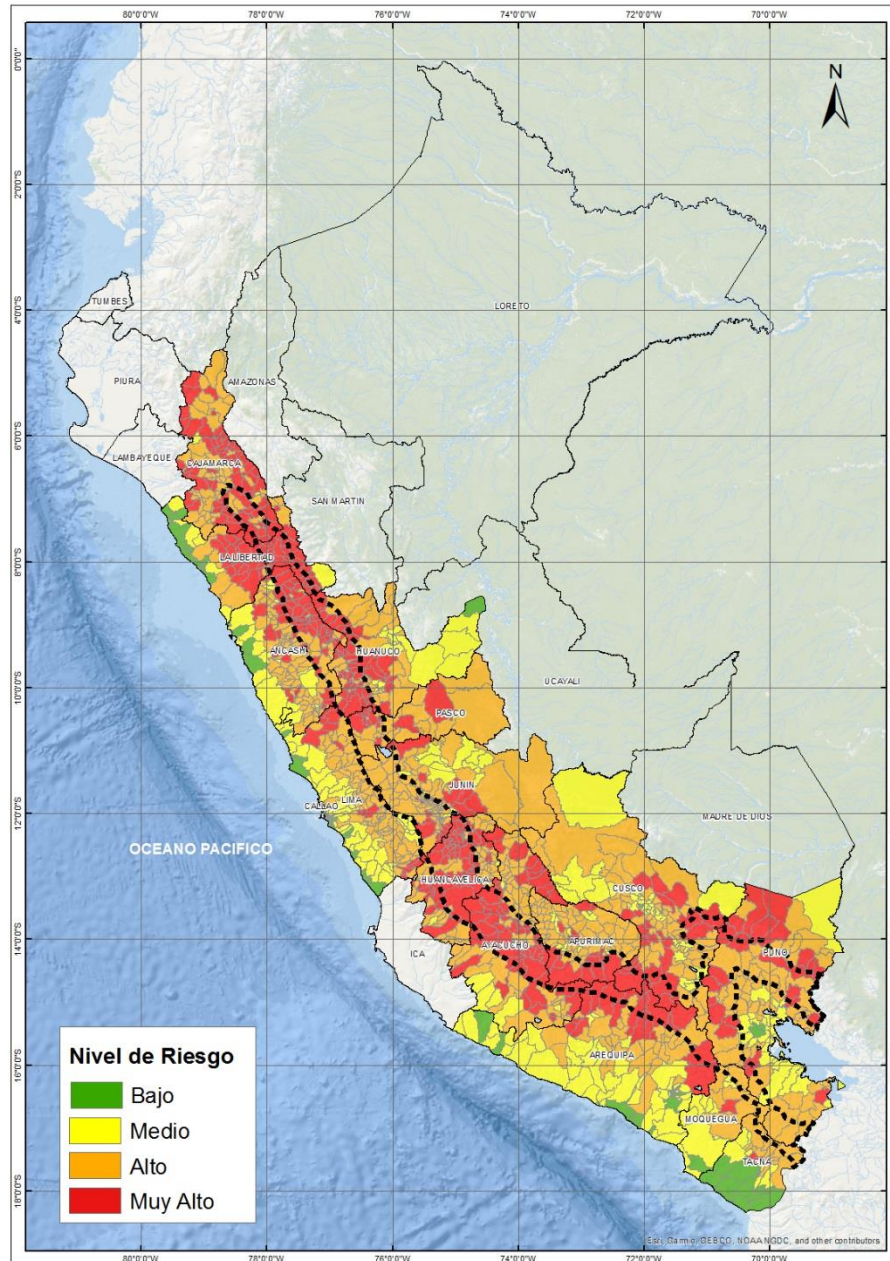 80°0'0" 78°0'0"S 76°0'0"S 74°0'0"S 72°0'0"S 70°0'0"S
0°0'0"
N
2°0'0"S
4°0'0"S
TUMBES
LORETO
PIURA
AMAZONAS
6°0'0"S
LAMBAYEQUE
CAJAMARCA
SAN MARTIN
8°0'0"S
LA LIBERTAD
ANCASH
HUANUCO
UCAYALI
10°0'0"S
PASCO
JUNIN
CALLAO
LIMA
12°0'0"S
MADRE DE DIOS
OCEANO PACIFICO
HUANCAVELICA
CUSCO
14°0'0"S
AYACUCHO
APURIMAC
PUNO
ICA
AREQUIPA
16°0'0"S
MOQUEGUA
TACNA
18°0'0"S
Nivel de Riesgo
Bajo
Medio
Alto
Muy Alto
Esri, Garmin, GEBCO, NOAA NGDC, and other contributors
80°0'0"S 78°0'0"S 76°0'0"S 74°0'0"S 72°0'0"S 70°0'0"S